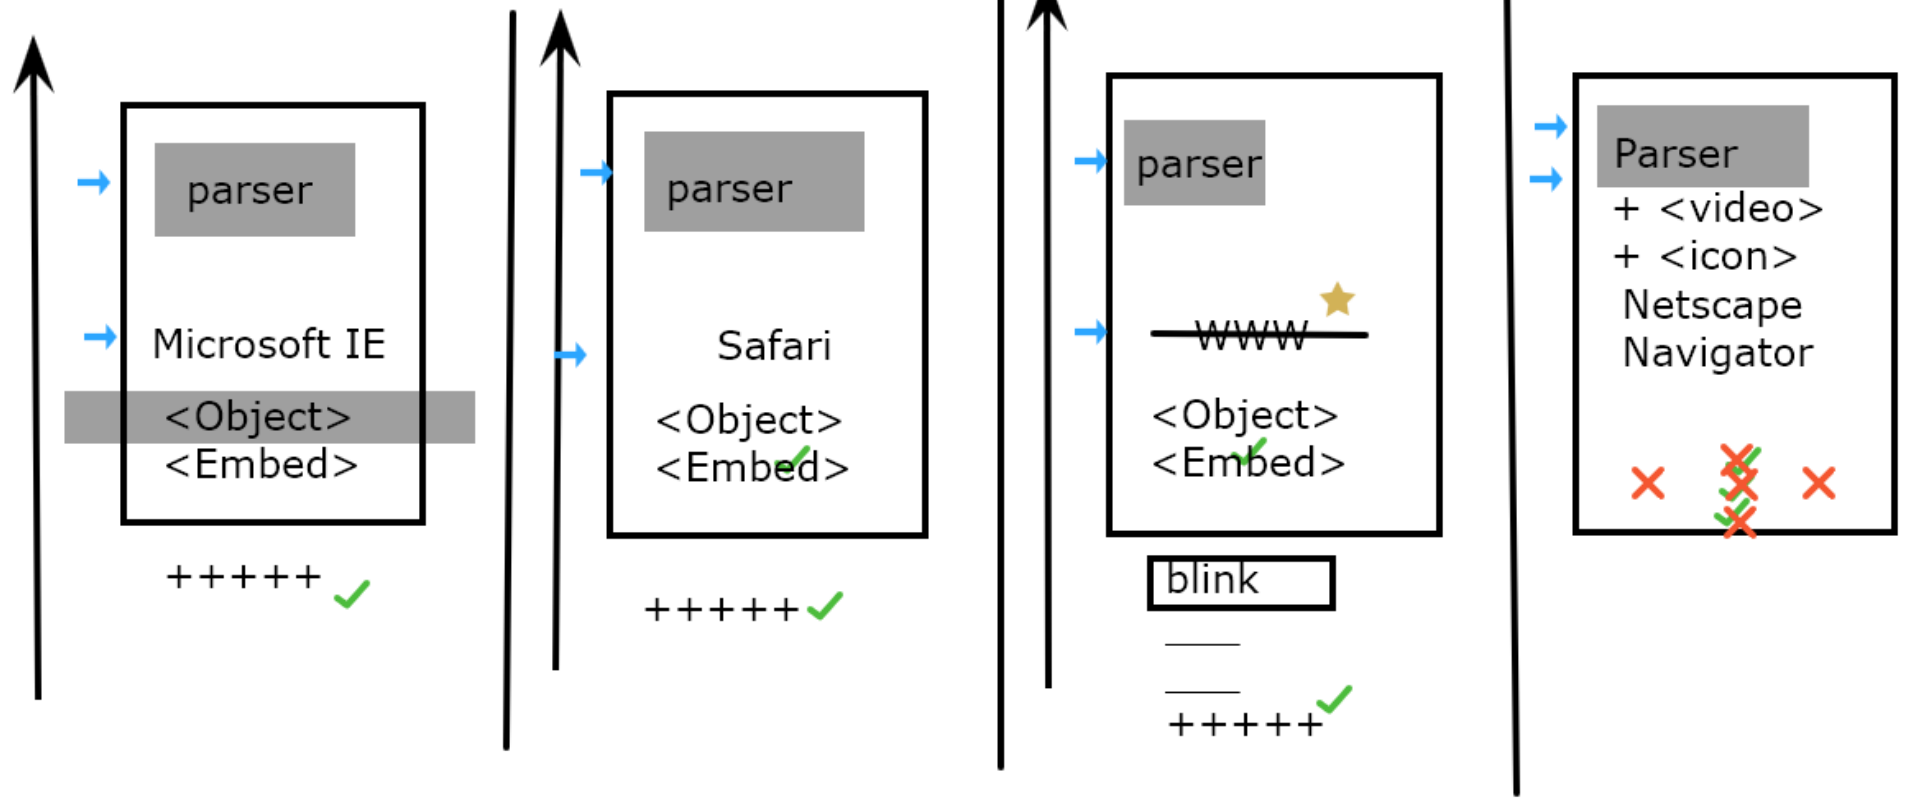 parser
Microsoft IE
<Object>
<Embed>
+++++
parser
Safari
<Object>
<Embed>
+++++
parser
WWW
<Object>
<Embed>
blink
+++++
Parser
+ <video>
+ <icon>
Netscape
Navigator